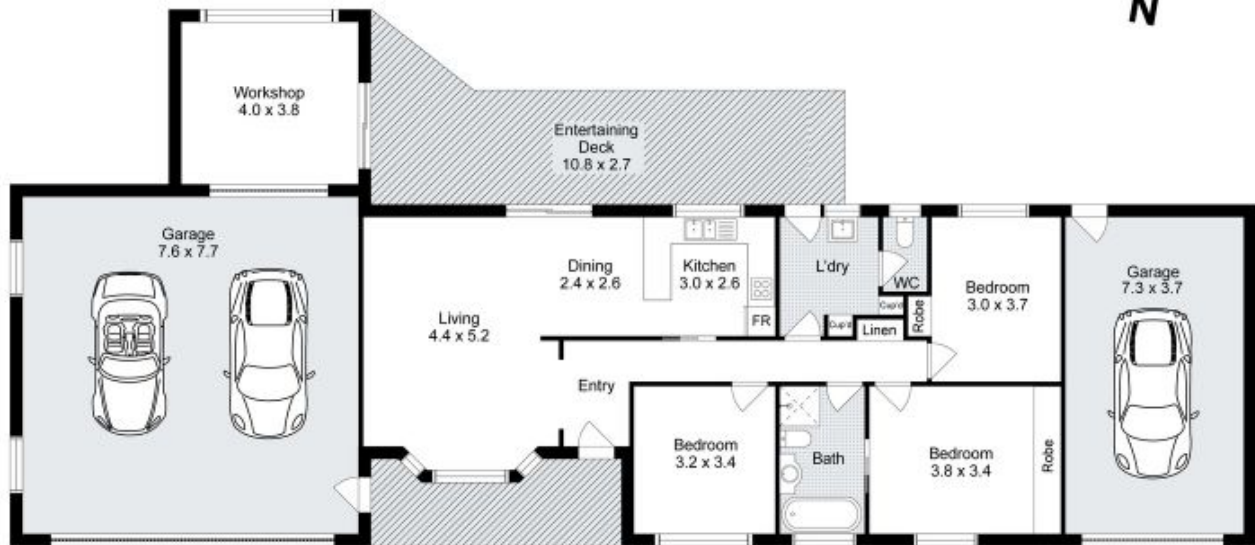 N
Workshop
4.0 x 3.8
Entertaining
Deck
10.8 x 2.7
Garage
7.6 x 7.7
Dining
2.4 x 2.6
Kitchen
3.0 x 2.6
FR
L'dry
WC
Cup'd
Cup'd
Linen
Robe
Bedroom
3.0 x 3.7
Garage
7.3 x 3.7
Living
4.4 x 5.2
Entry
Bedroom
3.2 x 3.4
Bath
Bedroom
3.8 x 3.4
Robe